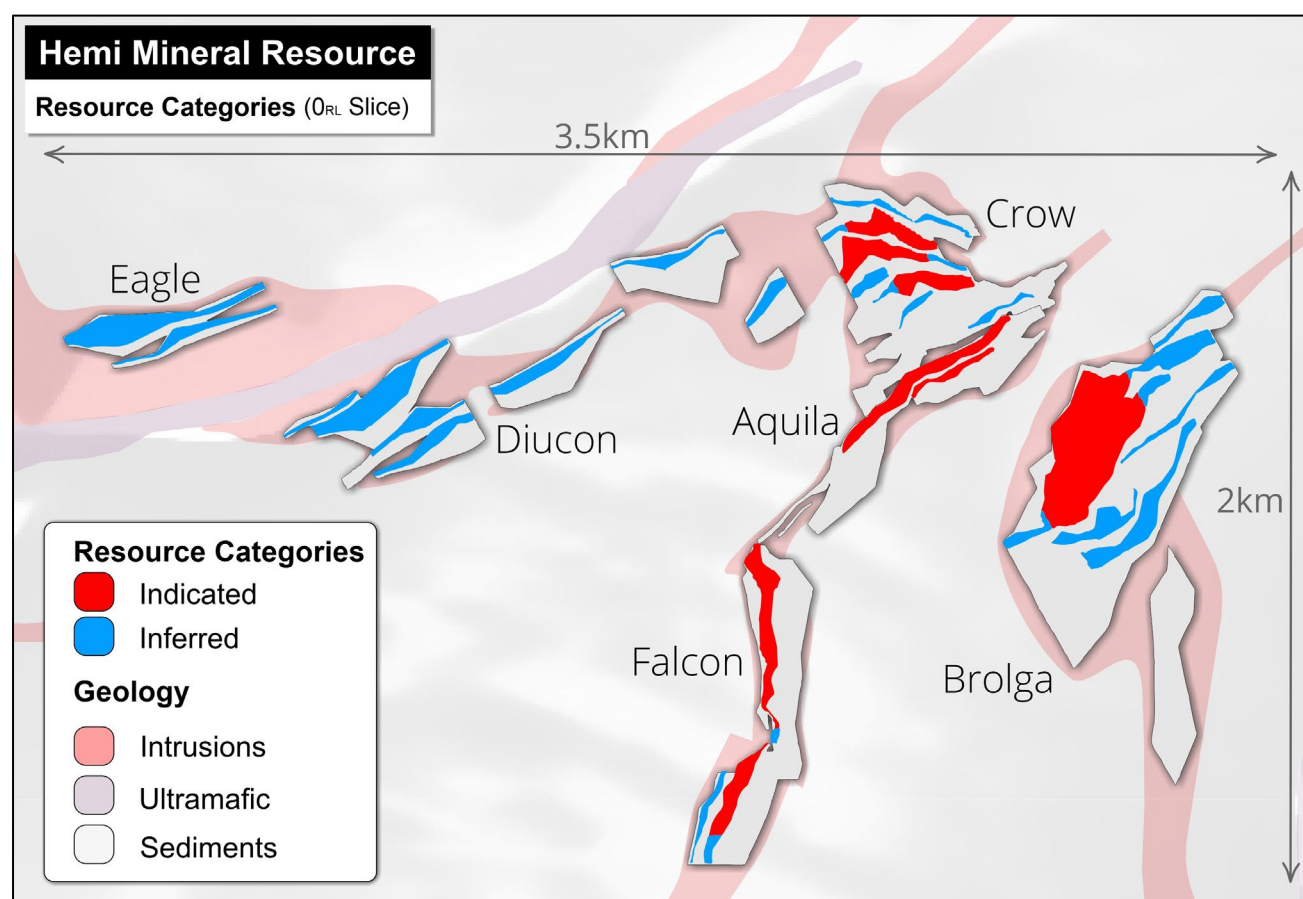 Hemi Mineral Resource
Resource Categories (0RL Slice)
3.5km
Crow
Eagle
Aquila
Diucon
2km
Falcon
Brolga
Resource Categories
Indicated
Inferred
Geology
Intrusions
Ultramafic
Sediments